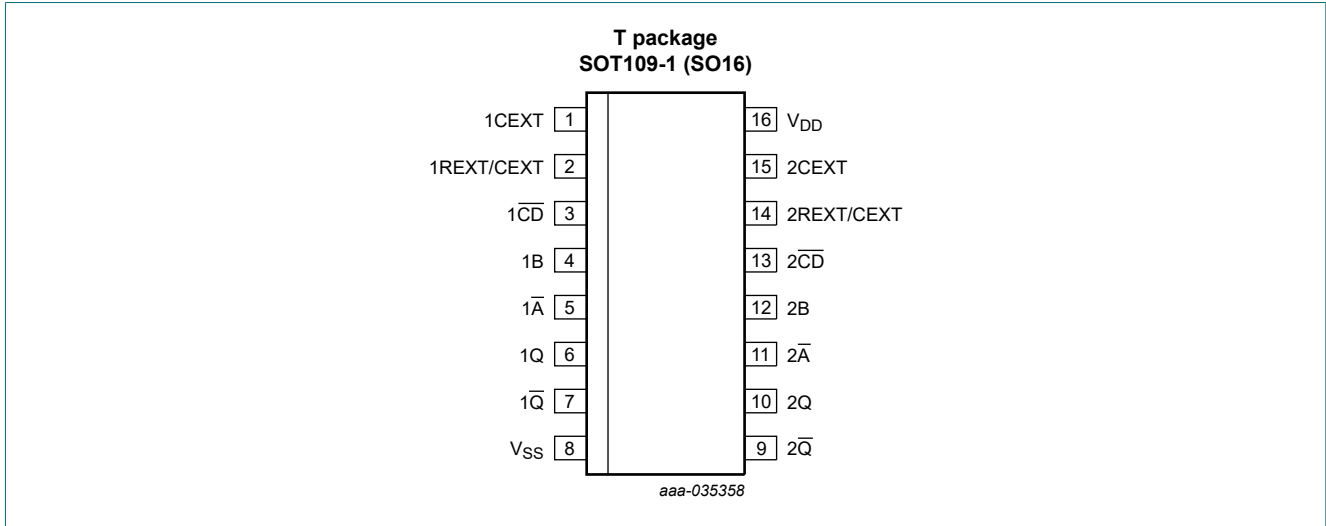 T package
SOT109-1 (SO16)
1CEXT 1 16 VDD
1REXT/CEXT 2 15 2CEXT
1C̅D̅ 3 14 2REXT/CEXT
1B 4 13 2C̅D̅
1A̅ 5 12 2B
1Q 6 11 2A̅
1Q̅ 7 10 2Q
VSS 8 9 2Q̅
aaa-035358